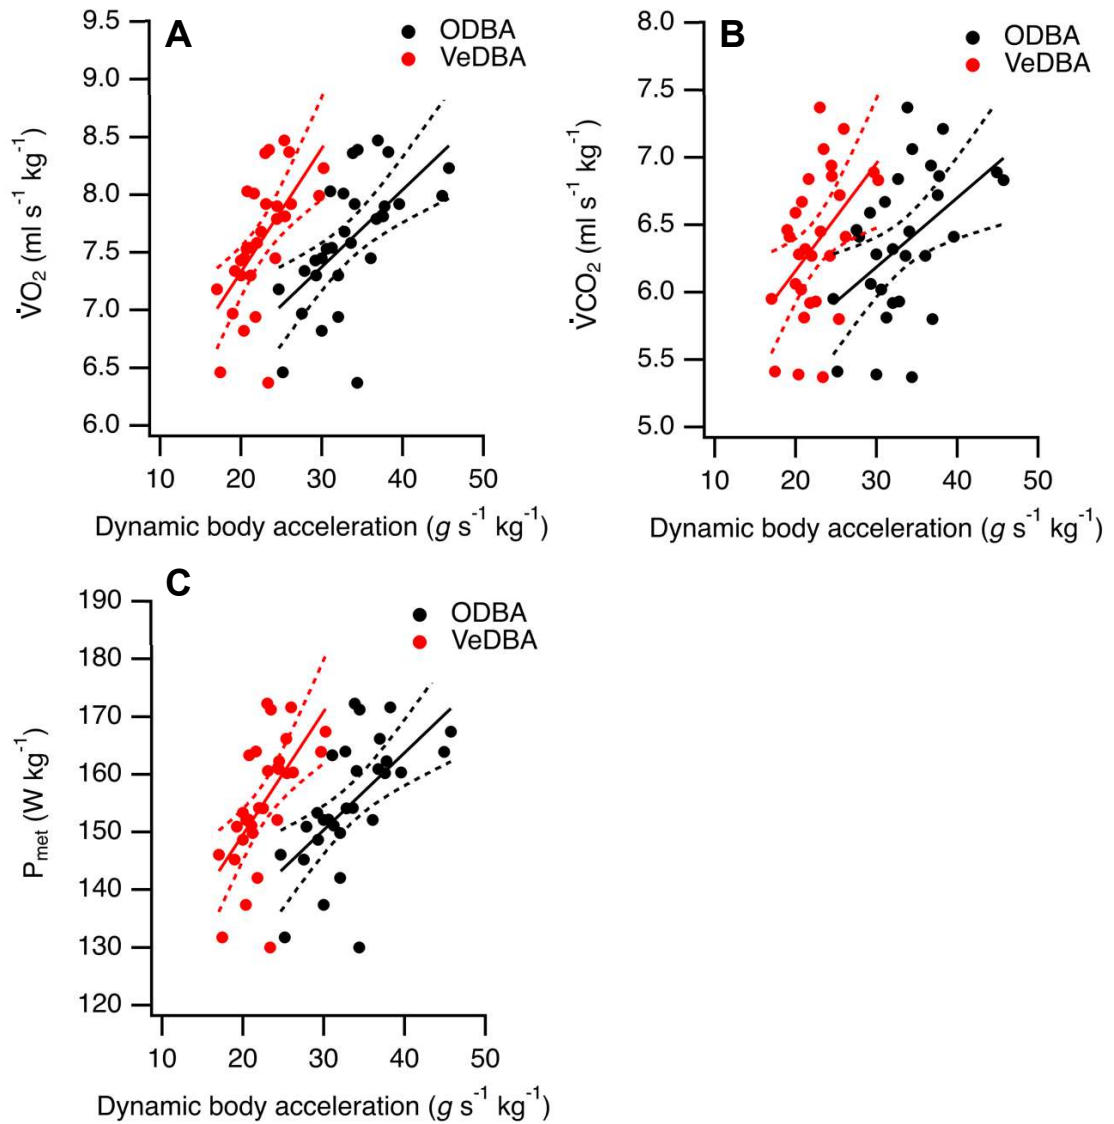 A
ODBA
VeDBA
9.5
9.0
8.5
8.0
7.5
7.0
6.5
6.0
V̇O₂ (ml s⁻¹ kg⁻¹)
10 20 30 40 50
Dynamic body acceleration (g s⁻¹ kg⁻¹)
B
ODBA
VeDBA
8.0
7.5
7.0
6.5
6.0
5.5
5.0
V̇CO₂ (ml s⁻¹ kg⁻¹)
10 20 30 40 50
Dynamic body acceleration (g s⁻¹ kg⁻¹)
C
ODBA
VeDBA
190
180
170
160
150
140
130
120
Pmet (W kg⁻¹)
10 20 30 40 50
Dynamic body acceleration (g s⁻¹ kg⁻¹)